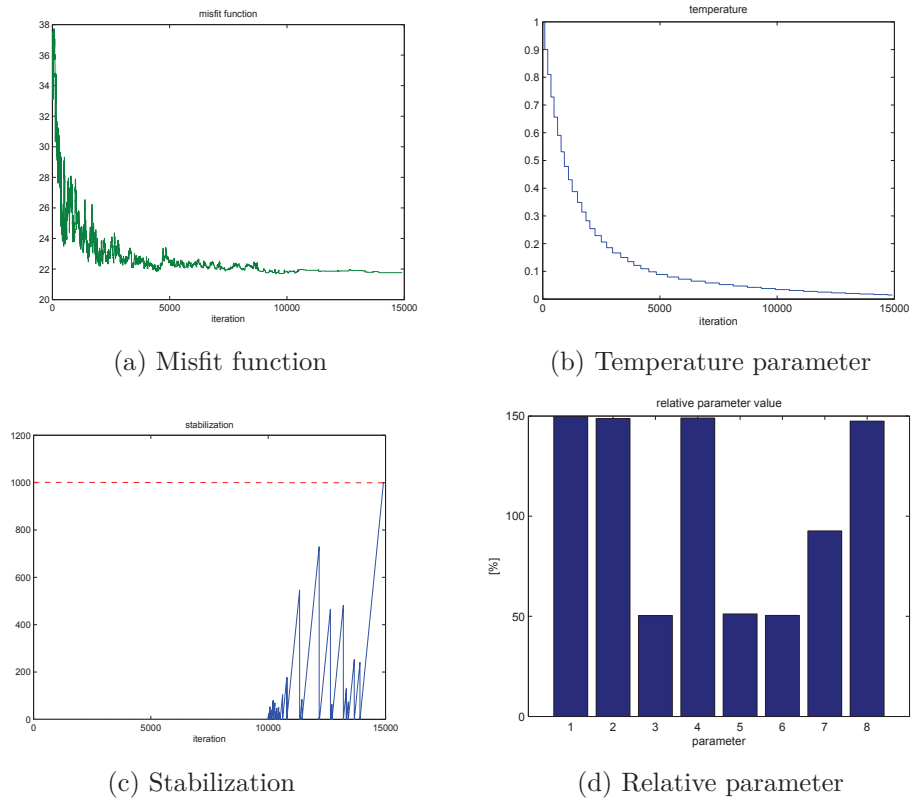 misfit function
38
36
34
32
30
28
26
24
22
20
0 5000 10000 15000
iteration
(a) Misfit function
temperature
1
0.9
0.8
0.7
0.6
0.5
0.4
0.3
0.2
0.1
0
0 5000 10000 15000
iteration
(b) Temperature parameter
stabilization
1200
1000
800
600
400
200
0
0 5000 10000 15000
iteration
(c) Stabilization
relative parameter value
150
100
50
0
[%]
1 2 3 4 5 6 7 8
parameter
(d) Relative parameter